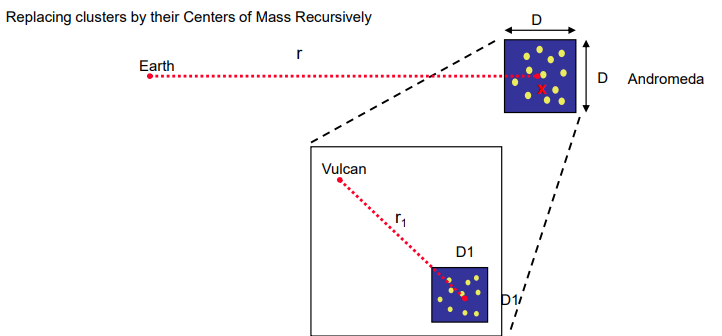 Replacing clusters by their Centers of Mass Recursively
D
r
Earth
D
Andromeda
x
Vulcan
r1
D1
D1